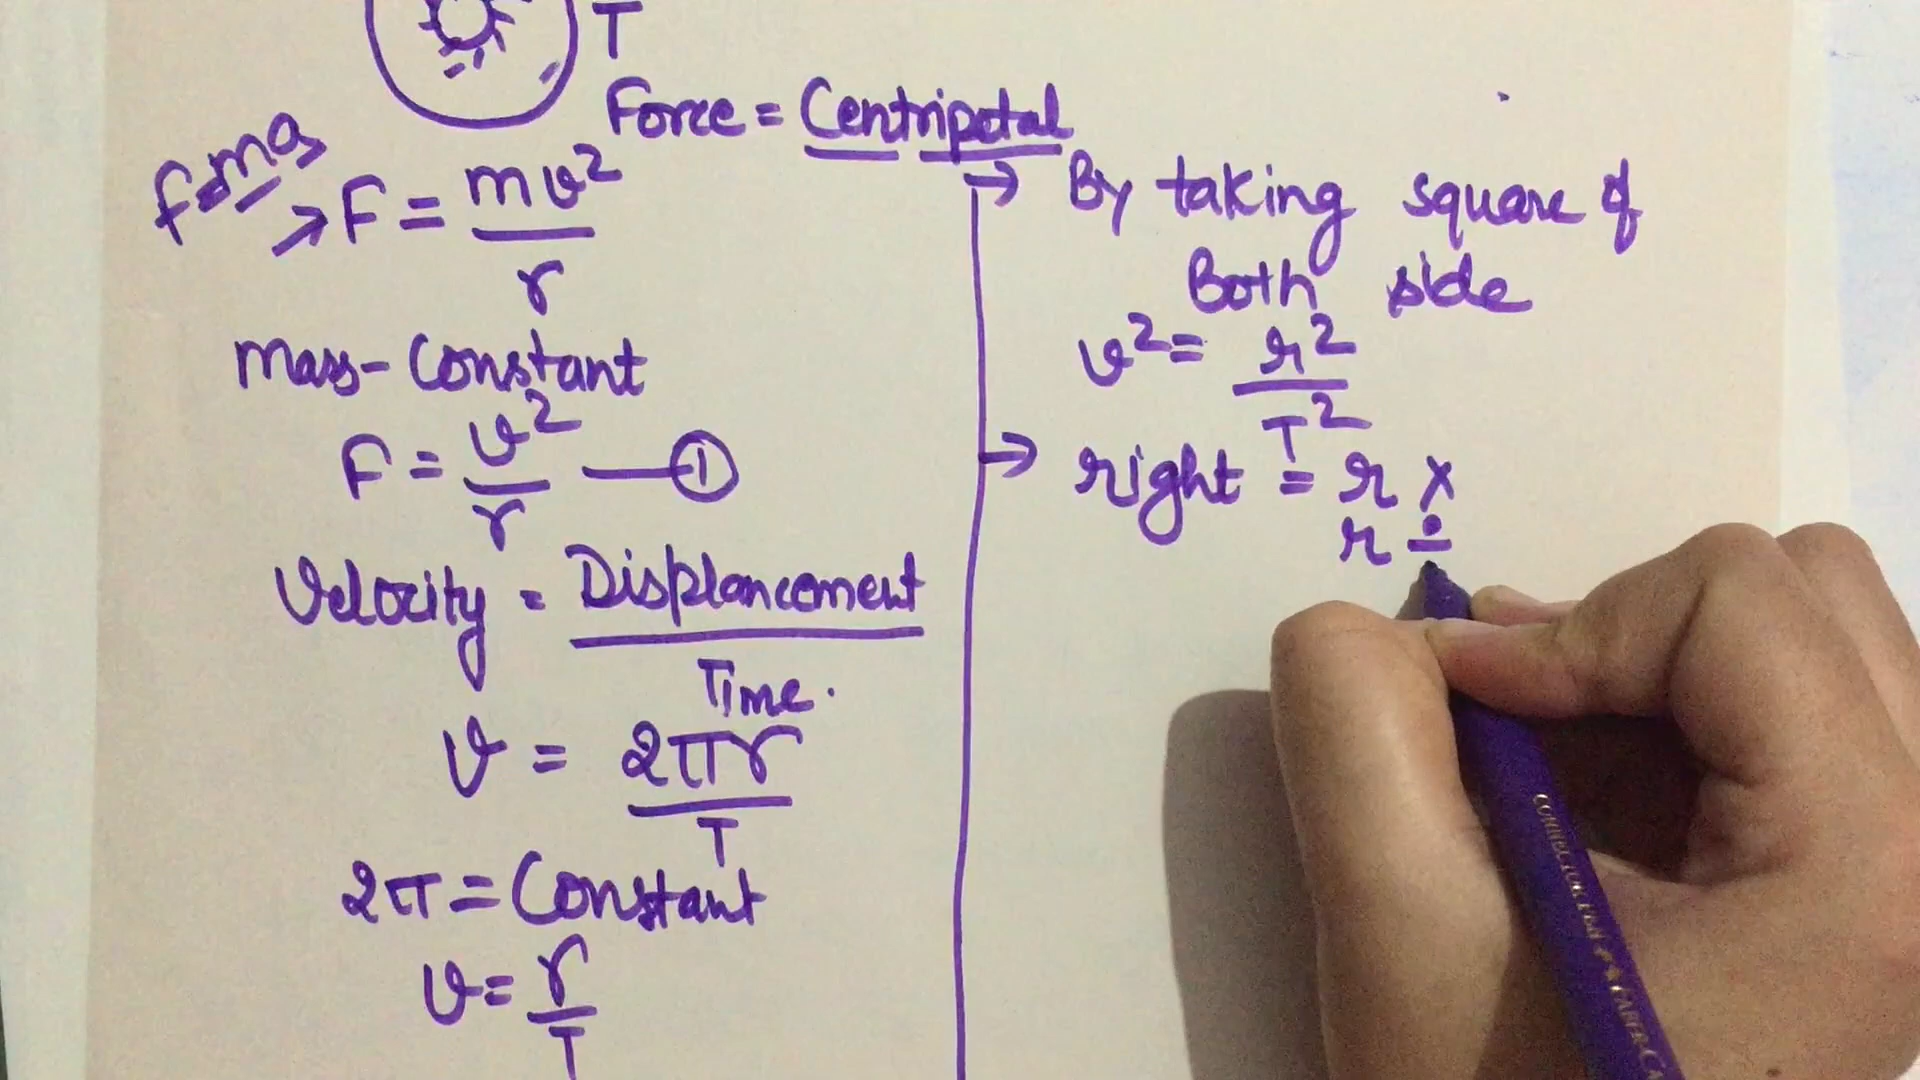 T
Force = Centripetal
F=ma
→ F = mv²
r
Mass - Constant
F = v² — ①
r
Velocity = Displancement
Time.
v = 2πr
T
2π = Constant
v = r
T
→ By taking square of
Both side
v² = r²
T²
→ right = r ×
r ÷